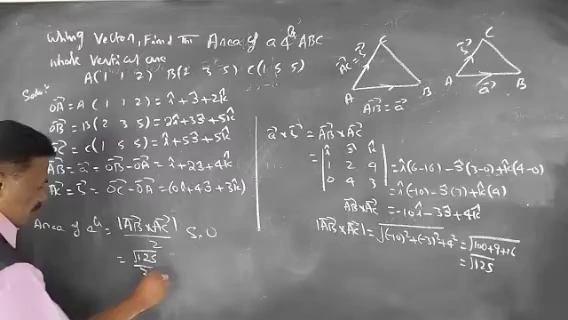 Using Vector, Find the Area of a Δle ABC
whose vertical are
A(1 1 2) B(2 3 5) C(1 5 5)
Soln:
OA = A(1 1 2) = î+ĵ+2k̂
OB = B(2 3 5) = 2î+3ĵ+5k̂
OC = C(1 5 5) = î+5ĵ+5k̂
AB = a = OB-OA = î+2ĵ+4k̂
AC = b = OC-OA = (0î+4ĵ+3k̂)
Area of Δle = |AB×AC| / 2 S.U
= √125 / 2
C
AC = b
A B
AB = a
C
b
A B
a
a × b = AB×AC
= | î ĵ k̂ |
1 2 4
0 4 3
= î(6-16) - ĵ(3-0)+k̂(4-0)
= î(-10) - ĵ(3)+k̂(4)
AB×AC = -10î-3ĵ+4k̂
|AB×AC| = √(-10)²+(-3)²+4² = √100+9+16
= √125